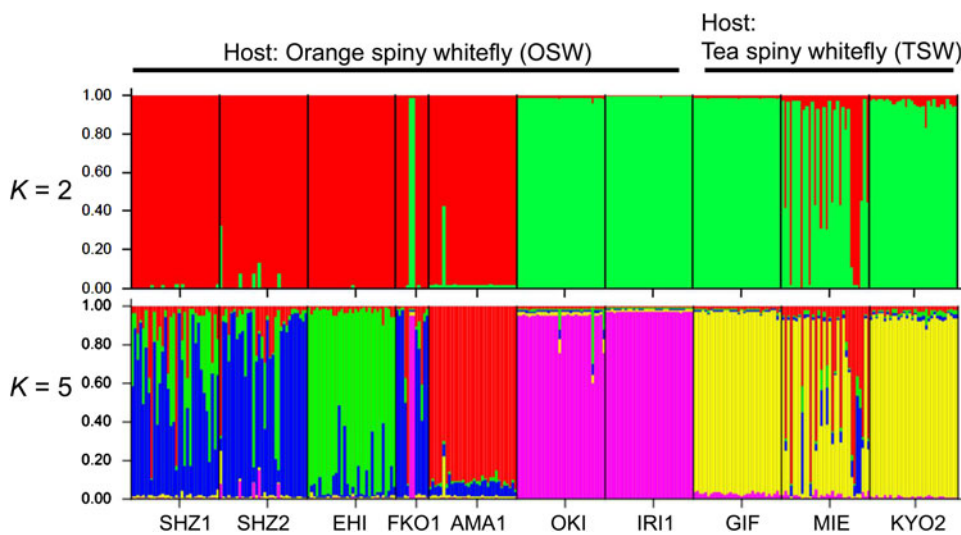 Host: Orange spiny whitefly (OSW)
Host:
Tea spiny whitefly (TSW)
K = 2
1.00
0.80
0.60
0.40
0.20
0.00
K = 5
1.00
0.80
0.60
0.40
0.20
0.00
SHZ1 SHZ2 EHI FKO1 AMA1 OKI IRI1 GIF MIE KYO2